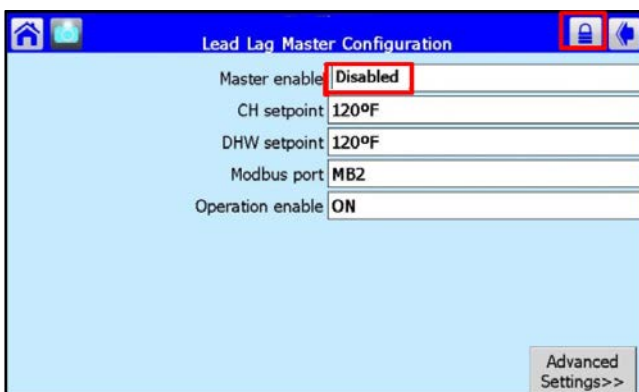 Lead Lag Master Configuration
Master enable Disabled
CH setpoint 120ºF
DHW setpoint 120ºF
Modbus port MB2
Operation enable ON
Advanced
Settings>>